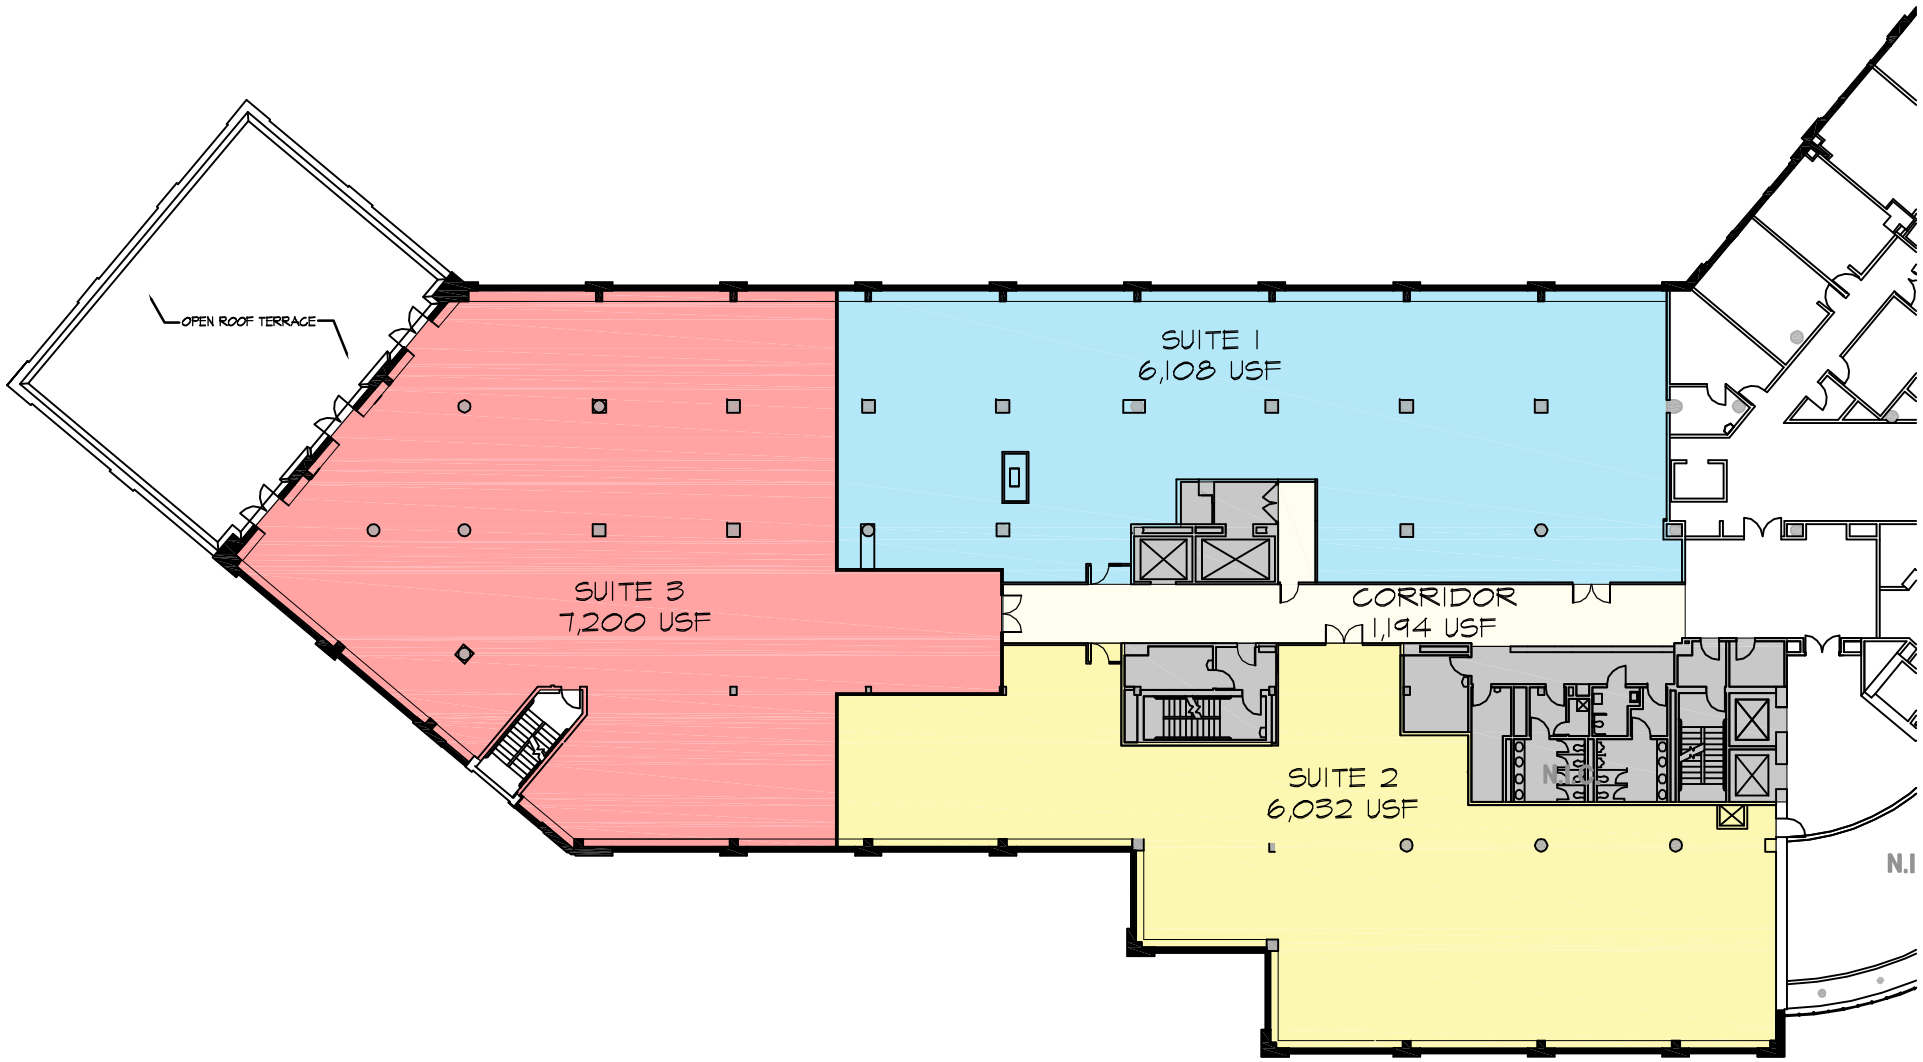 OPEN ROOF TERRACE
SUITE 1
6,108 USF
SUITE 3
7,200 USF
CORRIDOR
1,194 USF
SUITE 2
6,032 USF
N.I.C.
N.I